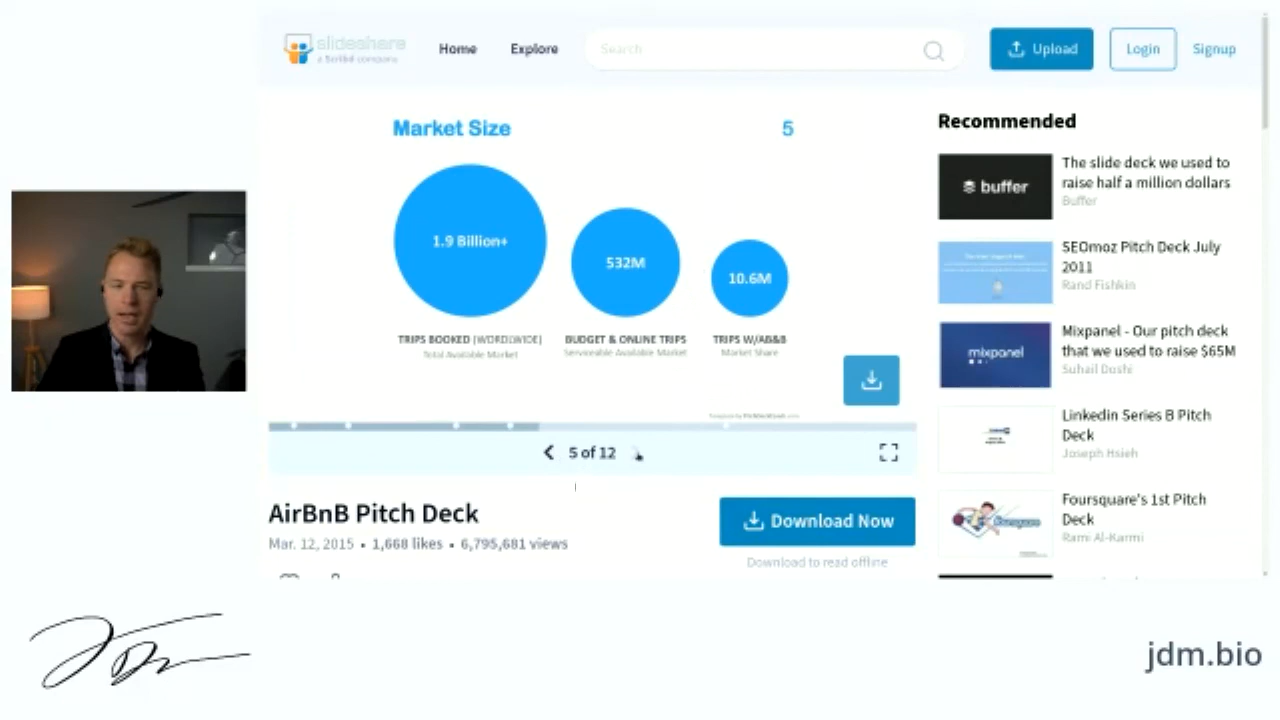 slideshare
a Scribd company
Home
Explore
Search
Upload
Login
Signup
Market Size
5
1.9 Billion+
532M
10.6M
TRIPS BOOKED (WORDLWIDE)
Total Available Market
BUDGET & ONLINE TRIPS
Serviceable Available Market
TRIPS W/AB&B
Market Share
5 of 12
AirBnB Pitch Deck
Mar. 12, 2015 • 1,668 likes • 6,795,681 views
Download Now
Download to read offline
Recommended
buffer
The slide deck we used to
raise half a million dollars
Buffer
SEOmoz Pitch Deck July
2011
Rand Fishkin
mixpanel
Mixpanel - Our pitch deck
that we used to raise $65M
Suhail Doshi
Linkedin Series B Pitch
Deck
Joseph Hsieh
Foursquare's 1st Pitch
Deck
Rami Al-Karmi
jdm.bio